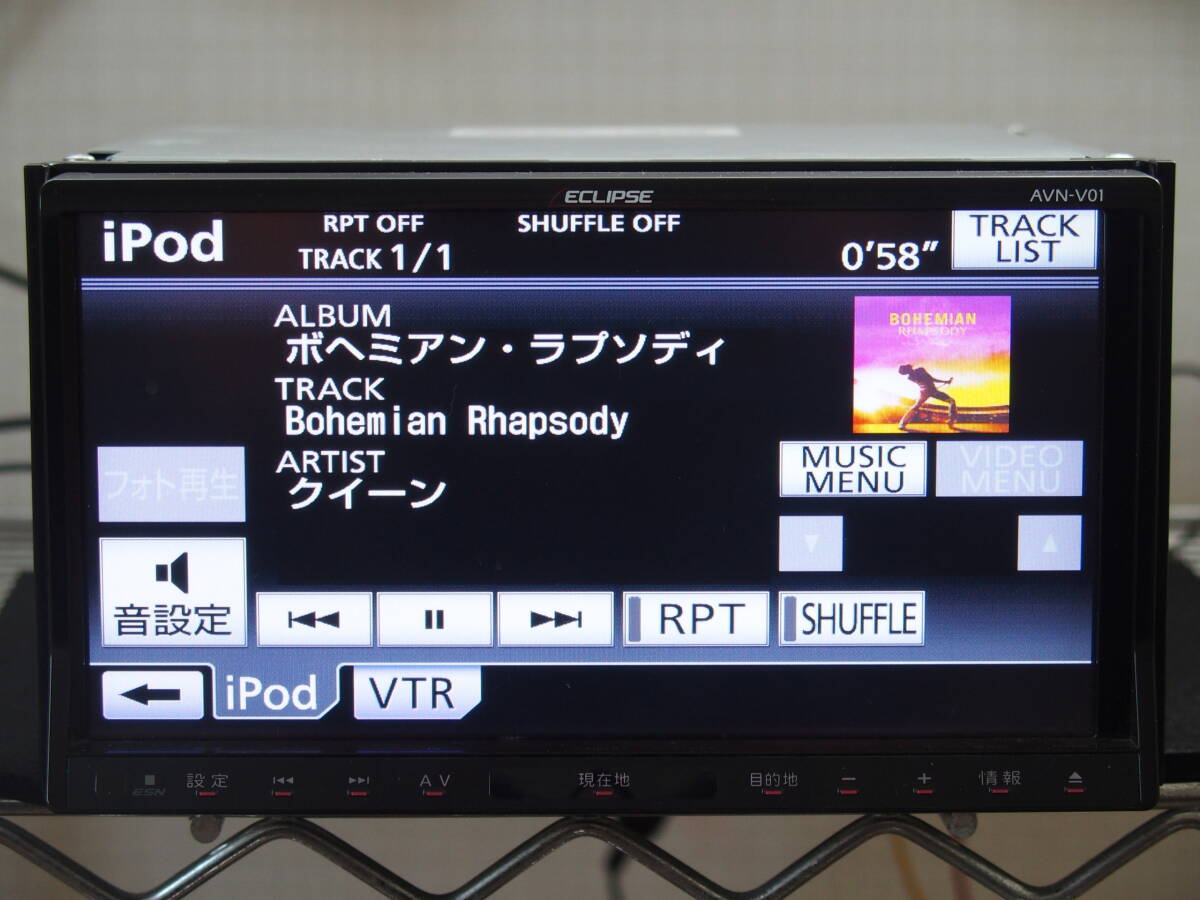 ECLIPSE
AVN-V01
iPod
RPT OFF
SHUFFLE OFF
TRACK 1/1
0'58"
TRACK
LIST
ALBUM
ボヘミアン・ラプソディ
TRACK
Bohemian Rhapsody
ARTIST
クイーン
BOHEMIAN
RHAPSODY
フォト再生
MUSIC
MENU
VIDEO
MENU
音設定
RPT
SHUFFLE
iPod
VTR
ESN
設定
AV
現在地
目的地
−
+
情報